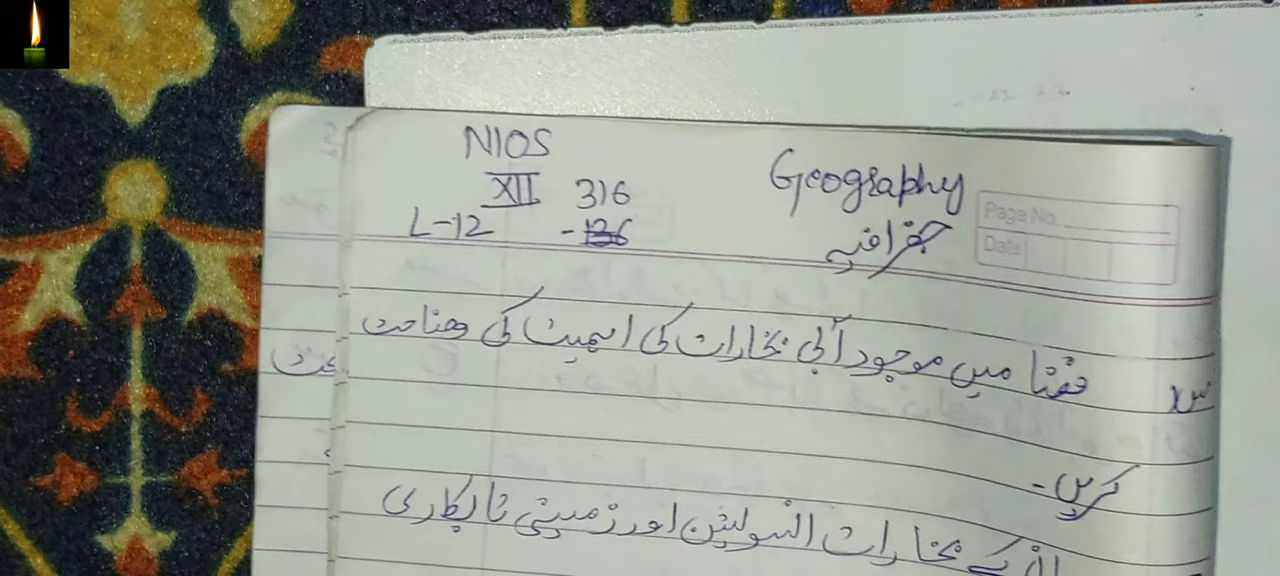 NIOS
XII 316
Geography
L-12 -136
جغرافیہ
Page No.
Date
س فضا میں موجود آبی بخارات کی اہمیت کی وضاحت
کریں۔
کے بخارات انسولیشن اور زمینی تابکاری